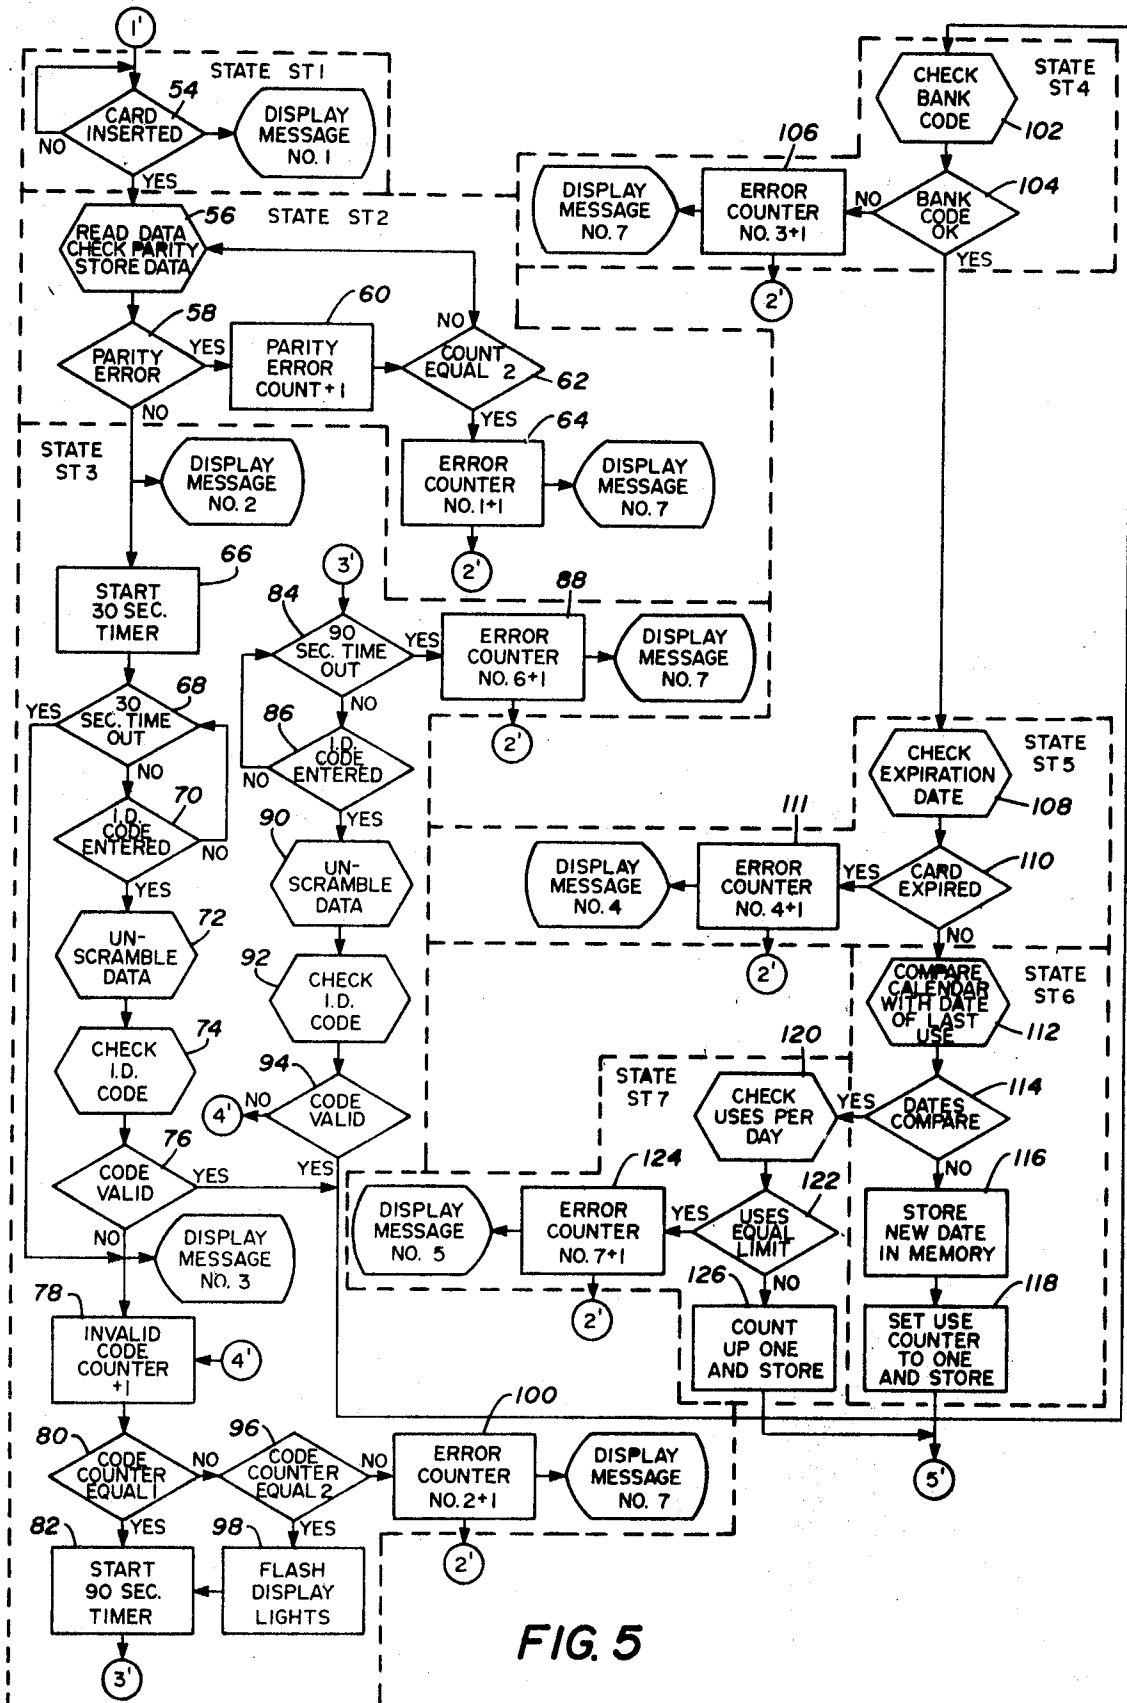 1'
STATE ST1
54
CARD
INSERTED
NO
YES
DISPLAY
MESSAGE
NO. 1
STATE ST2
56
READ DATA
CHECK PARITY
STORE DATA
58
PARITY
ERROR
YES
NO
60
PARITY
ERROR
COUNT +1
NO
COUNT
EQUAL 2
62
YES
64
ERROR
COUNTER
NO. 1+1
DISPLAY
MESSAGE
NO. 7
2'
STATE
ST3
DISPLAY
MESSAGE
NO. 2
66
START
30 SEC.
TIMER
68
YES
30
SEC. TIME
OUT
NO
70
I.D.
CODE
ENTERED
NO
YES
72
UN-
SCRAMBLE
DATA
74
CHECK
I.D.
CODE
76
CODE
VALID
YES
NO
DISPLAY
MESSAGE
NO. 3
78
INVALID
CODE
COUNTER
+1
4'
80
CODE
COUNTER
EQUAL 1
NO
YES
82
START
90 SEC.
TIMER
3'
96
CODE
COUNTER
EQUAL 2
NO
YES
98
FLASH
DISPLAY
LIGHTS
100
ERROR
COUNTER
NO. 2+1
DISPLAY
MESSAGE
NO. 7
2'
3'
84
90
SEC. TIME
OUT
YES
NO
86
I.D.
CODE
ENTERED
NO
YES
88
ERROR
COUNTER
NO. 6+1
DISPLAY
MESSAGE
NO. 7
2'
90
UN-
SCRAMBLE
DATA
92
CHECK
I.D.
CODE
94
CODE
VALID
NO
4'
YES
STATE
ST4
CHECK
BANK
CODE
102
104
BANK
CODE
OK
NO
YES
106
ERROR
COUNTER
NO. 3+1
DISPLAY
MESSAGE
NO. 7
2'
STATE
ST5
CHECK
EXPIRATION
DATE
108
110
CARD
EXPIRED
YES
NO
111
ERROR
COUNTER
NO. 4+1
DISPLAY
MESSAGE
NO. 4
2'
STATE
ST6
COMPARE
CALENDAR
WITH DATE
OF LAST
USE
112
114
DATES
COMPARE
YES
NO
116
STORE
NEW DATE
IN MEMORY
118
SET USE
COUNTER
TO ONE
AND STORE
5'
STATE
ST7
120
CHECK
USES PER
DAY
122
USES
EQUAL
LIMIT
YES
NO
124
ERROR
COUNTER
NO. 7+1
DISPLAY
MESSAGE
NO. 5
2'
126
COUNT
UP ONE
AND STORE
FIG. 5